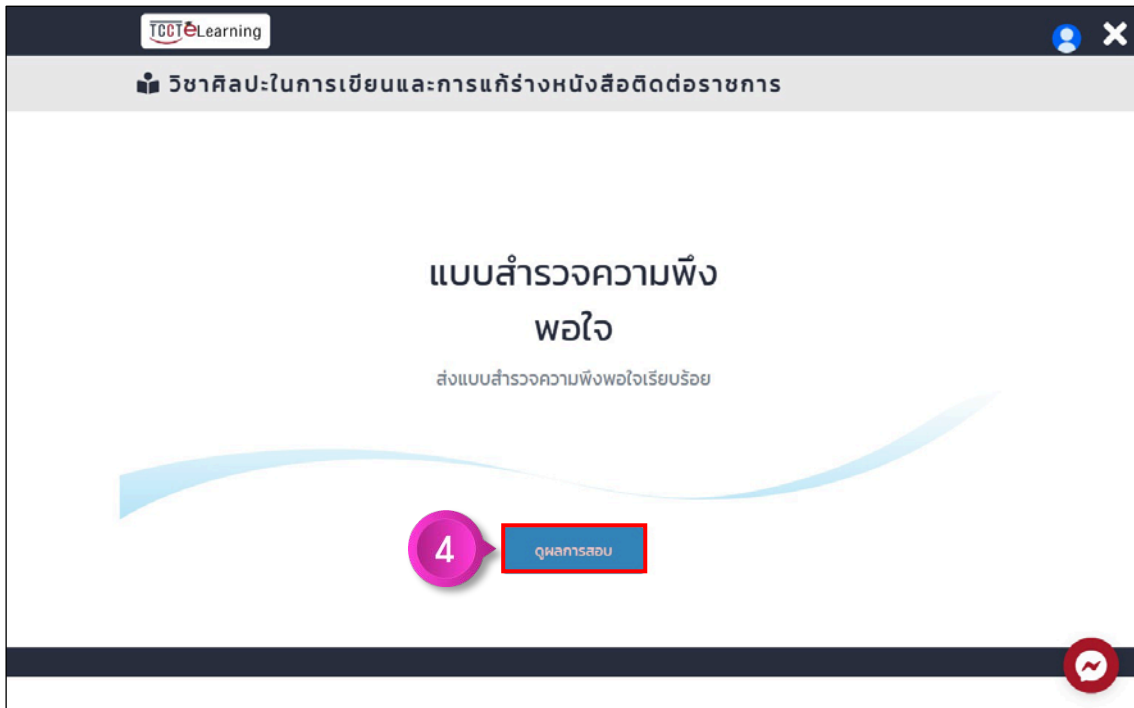 TCCTeLearning
วิชาศิลปะในการเขียนและการแก้ร่างหนังสือติดต่อราชการ
แบบสำรวจความพึง
พอใจ
ส่งแบบสำรวจความพึงพอใจเรียบร้อย
4
ดูผลการสอบ